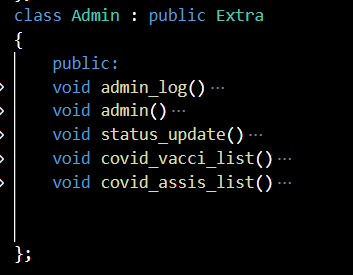 class Admin : public Extra
{
public:
void admin_log()···
void admin()···
void status_update()···
void covid_vacci_list()···
void covid_assis_list()···
};